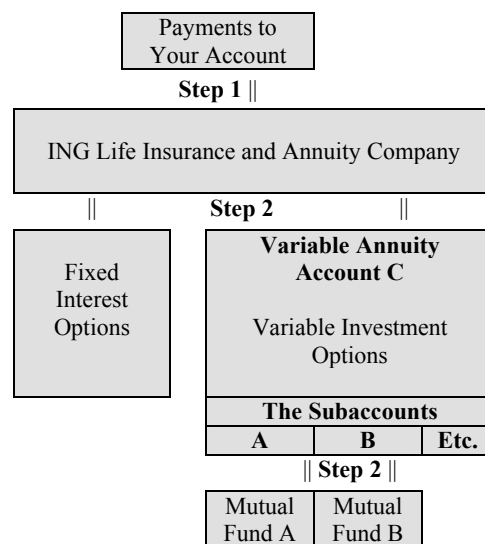 Payments to
Your Account
Step 1 ||
ING Life Insurance and Annuity Company
|| Step 2 ||
Fixed
Interest
Options
Variable Annuity
Account C
Variable Investment
Options
The Subaccounts
A B Etc.
|| Step 2 ||
Mutual
Fund A
Mutual
Fund B